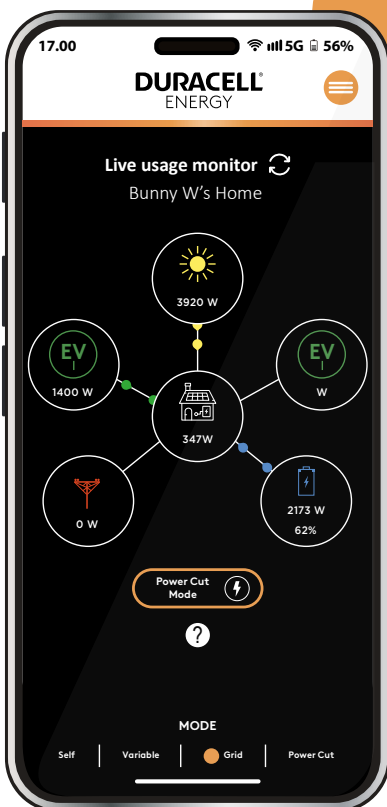 17.00 5G 56%
DURACELL
ENERGY
Live usage monitor
Bunny W's Home
3920 W
EV
1400 W
EV
W
347W
0 W
2173 W
62%
Power Cut
Mode
?
MODE
Self Variable Grid Power Cut